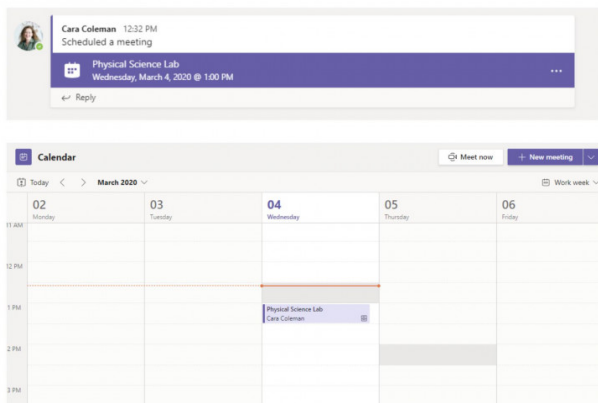 Cara Coleman 12:32 PM
Scheduled a meeting
Physical Science Lab
Wednesday, March 4, 2020 @ 1:00 PM
Reply
Calendar
Meet now
+ New meeting
Today
March 2020
Work week
02 03 04 05 06
Monday Tuesday Wednesday Thursday Friday
11 AM
12 PM
1 PM
Physical Science Lab
Cara Coleman
2 PM
3 PM